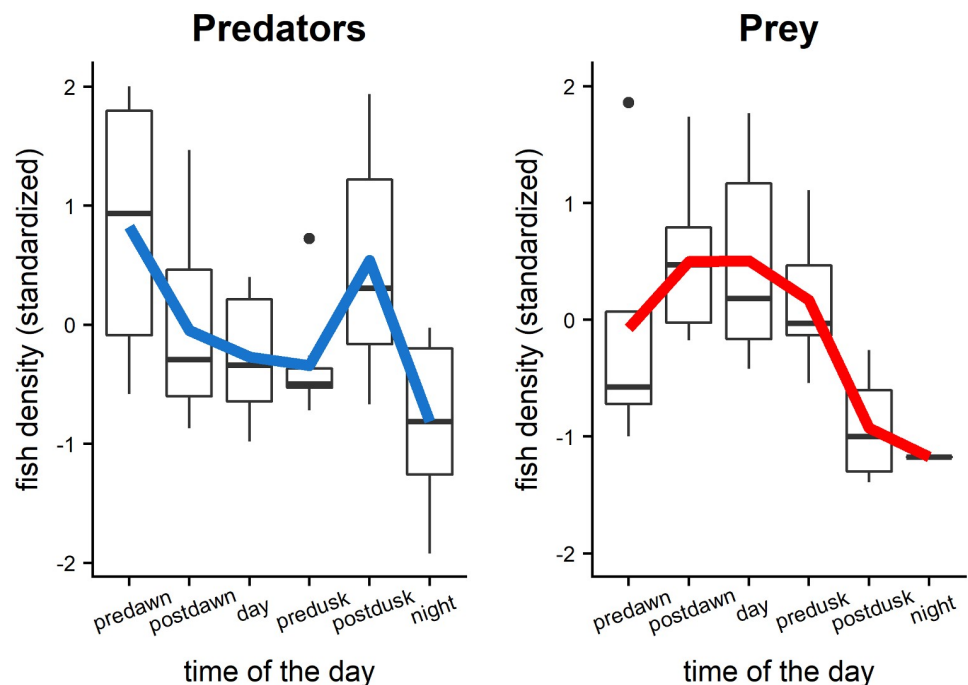 Predators
fish density (standardized)
2
1
0
-1
-2
predawn
postdawn
day
predusk
postdusk
night
time of the day
Prey
fish density (standardized)
2
1
0
-1
-2
predawn
postdawn
day
predusk
postdusk
night
time of the day